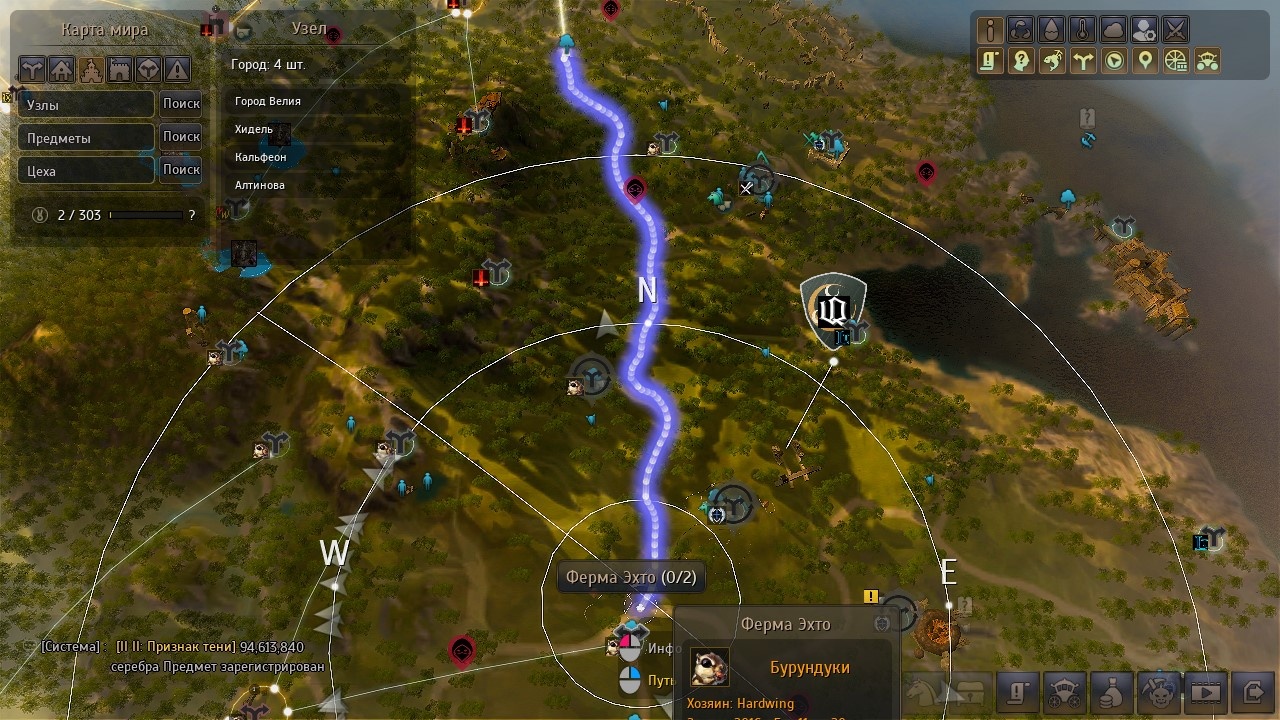 Карта мира
Узлы Поиск
Предметы Поиск
Цеха Поиск
2 / 303 ?
Узел
Город: 4 шт.
Город Велия
Хидель
Кальфеон
Алтинова
N
W
E
Ферма Эхто (0/2)
Инфо
Путь
Ферма Эхто
Бурундуки
Хозяин: Hardwing
[Система] : [II II: Признак тени] 94,613,840
серебра Предмет зарегистрирован